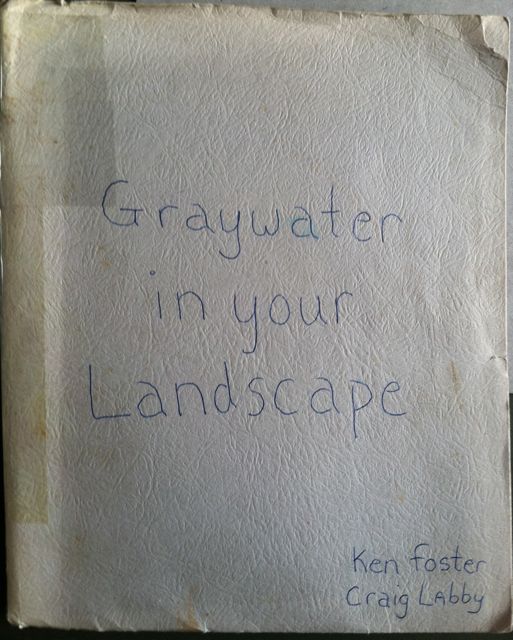 Graywater
in your
Landscape
Ken Foster
Craig Labby